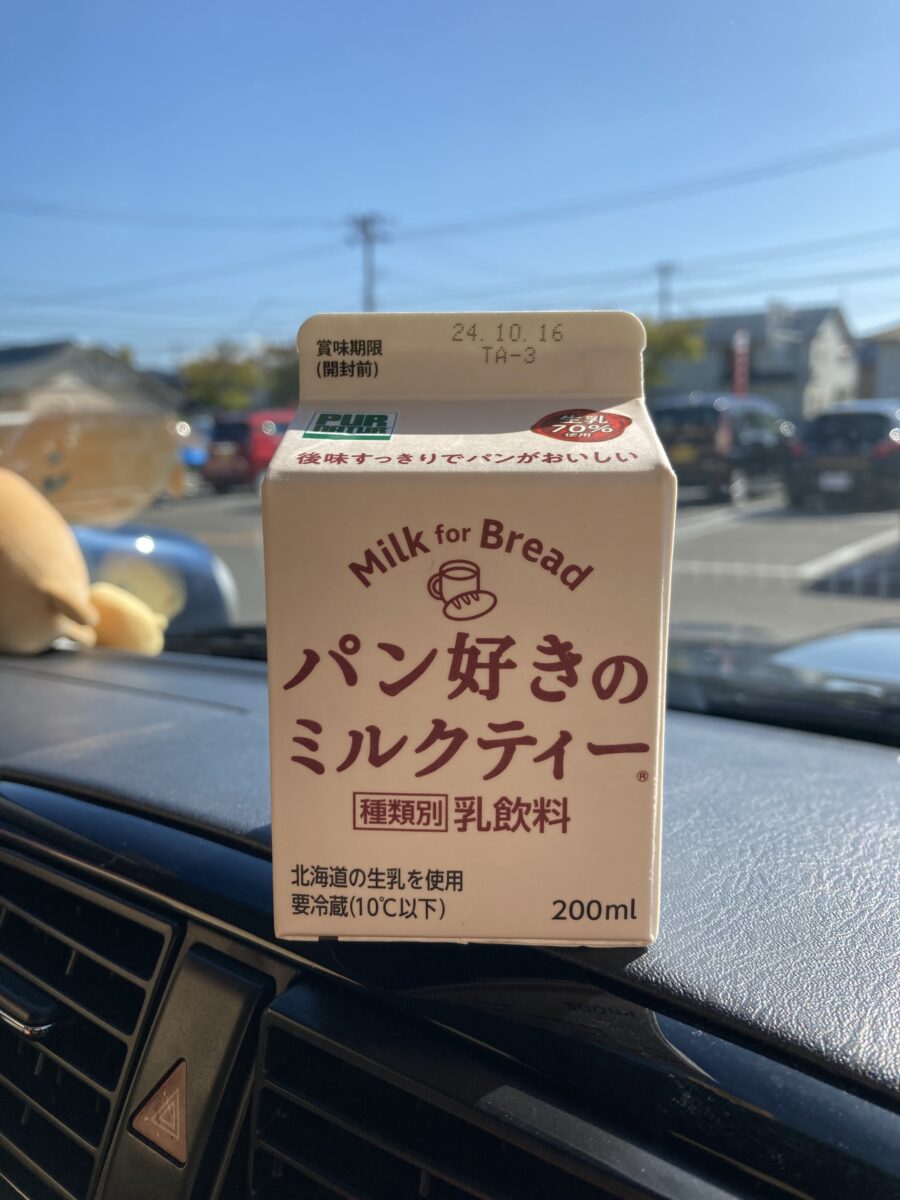 賞味期限
(開封前)
24.10.16
TA-3
PUR
NATUR
生乳
70%
使用
後味すっきりでパンがおいしい
Milk for Bread
パン好きの
ミルクティー®
種類別 乳飲料
北海道の生乳を使用
要冷蔵(10℃以下)
200ml